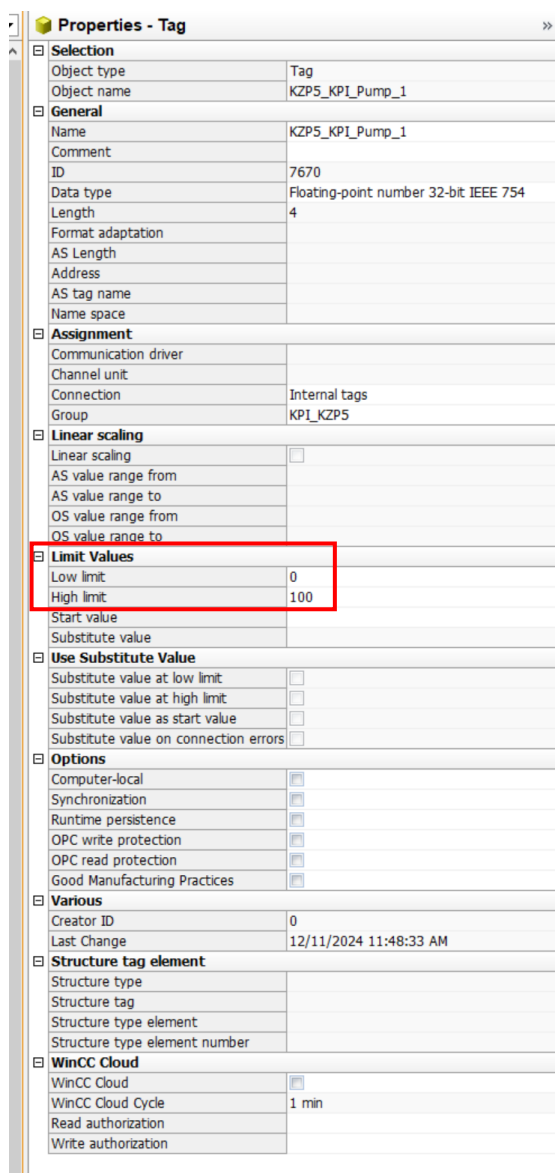 Properties - Tag »
Selection
Object type Tag
Object name KZP5_KPI_Pump_1
General
Name KZP5_KPI_Pump_1
Comment
ID 7670
Data type Floating-point number 32-bit IEEE 754
Length 4
Format adaptation
AS Length
Address
AS tag name
Name space
Assignment
Communication driver
Channel unit
Connection Internal tags
Group KPI_KZP5
Linear scaling
Linear scaling
AS value range from
AS value range to
OS value range from
OS value range to
Limit Values
Low limit 0
High limit 100
Start value
Substitute value
Use Substitute Value
Substitute value at low limit
Substitute value at high limit
Substitute value as start value
Substitute value on connection errors
Options
Computer-local
Synchronization
Runtime persistence
OPC write protection
OPC read protection
Good Manufacturing Practices
Various
Creator ID 0
Last Change 12/11/2024 11:48:33 AM
Structure tag element
Structure type
Structure tag
Structure type element
Structure type element number
WinCC Cloud
WinCC Cloud
WinCC Cloud Cycle 1 min
Read authorization
Write authorization